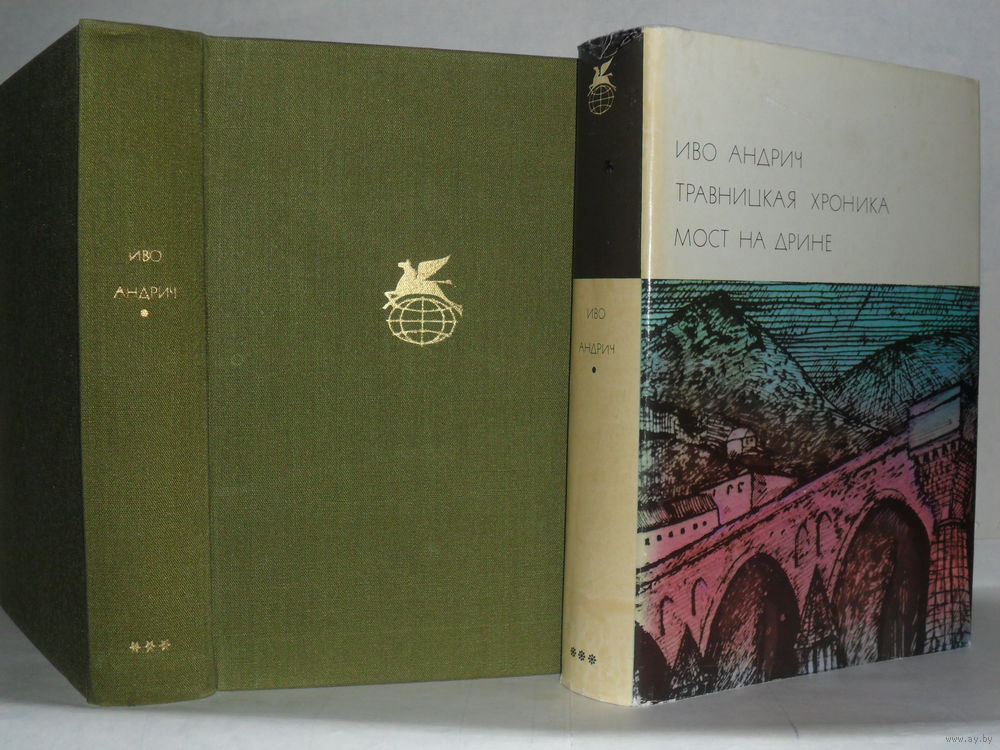 ИВО
АНДРИЧ
ИВО АНДРИЧ
ТРАВНИЦКАЯ ХРОНИКА
МОСТ НА ДРИНЕ
ИВО
АНДРИЧ
www.ay.by